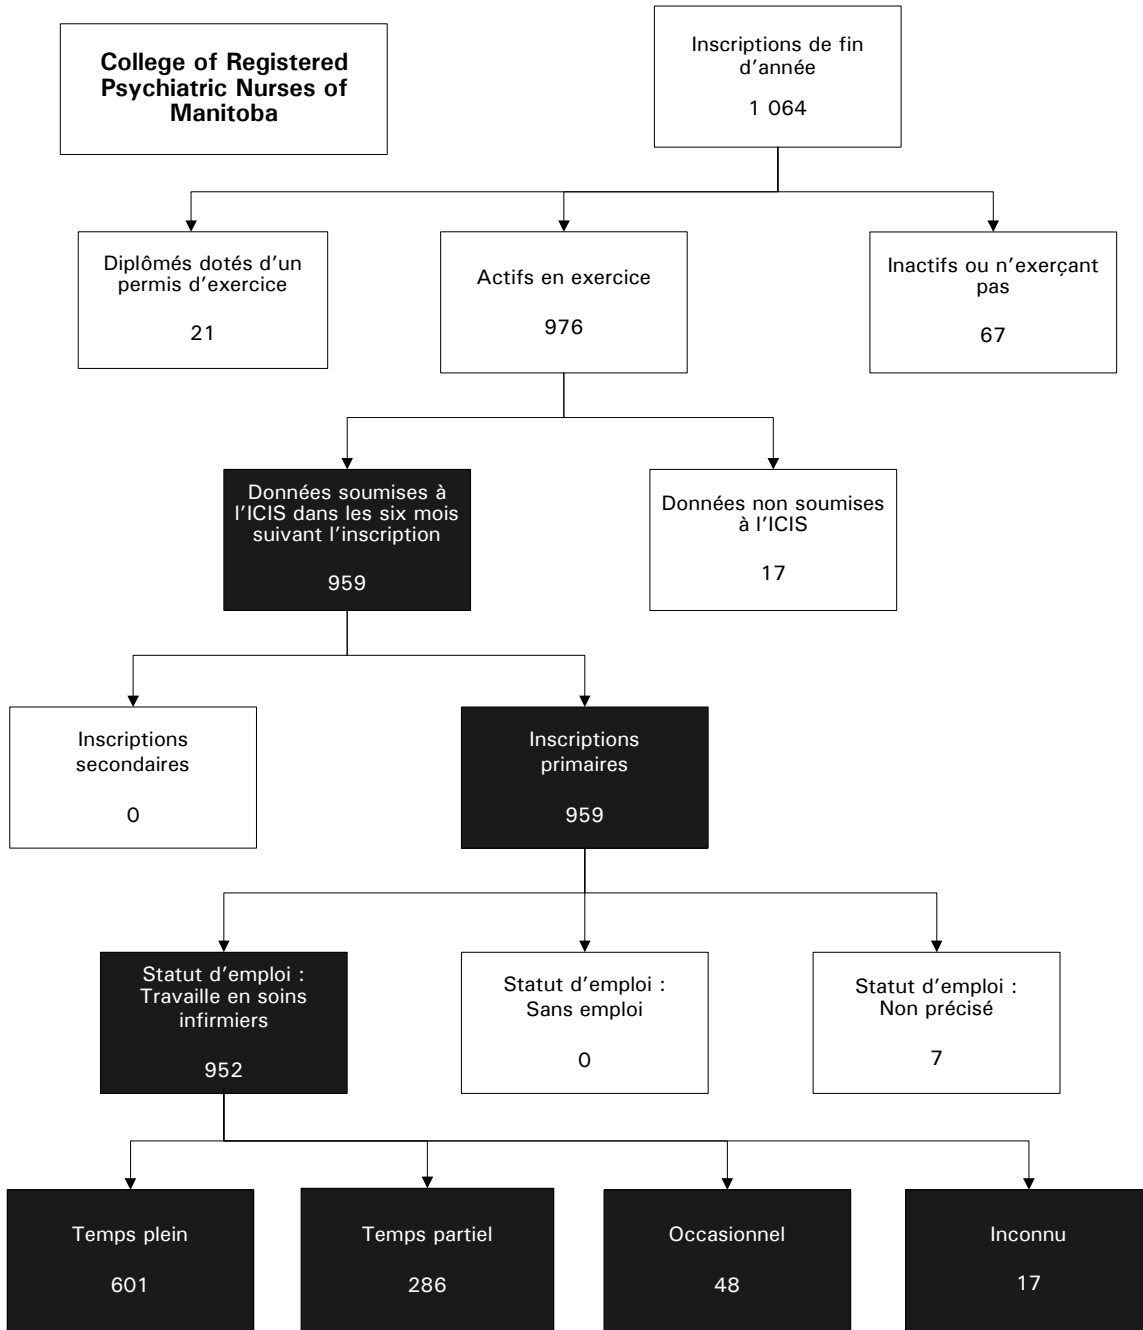 College of Registered
Psychiatric Nurses of
Manitoba
Inscriptions de fin
d'année
1 064
Diplômés dotés d'un
permis d'exercice
21
Actifs en exercice
976
Inactifs ou n'exerçant
pas
67
Données soumises à
l'ICIS dans les six mois
suivant l'inscription
959
Données non soumises
à l'ICIS
17
Inscriptions
secondaires
0
Inscriptions
primaires
959
Statut d'emploi :
Travaille en soins
infirmiers
952
Statut d'emploi :
Sans emploi
0
Statut d'emploi :
Non précisé
7
Temps plein
601
Temps partiel
286
Occasionnel
48
Inconnu
17